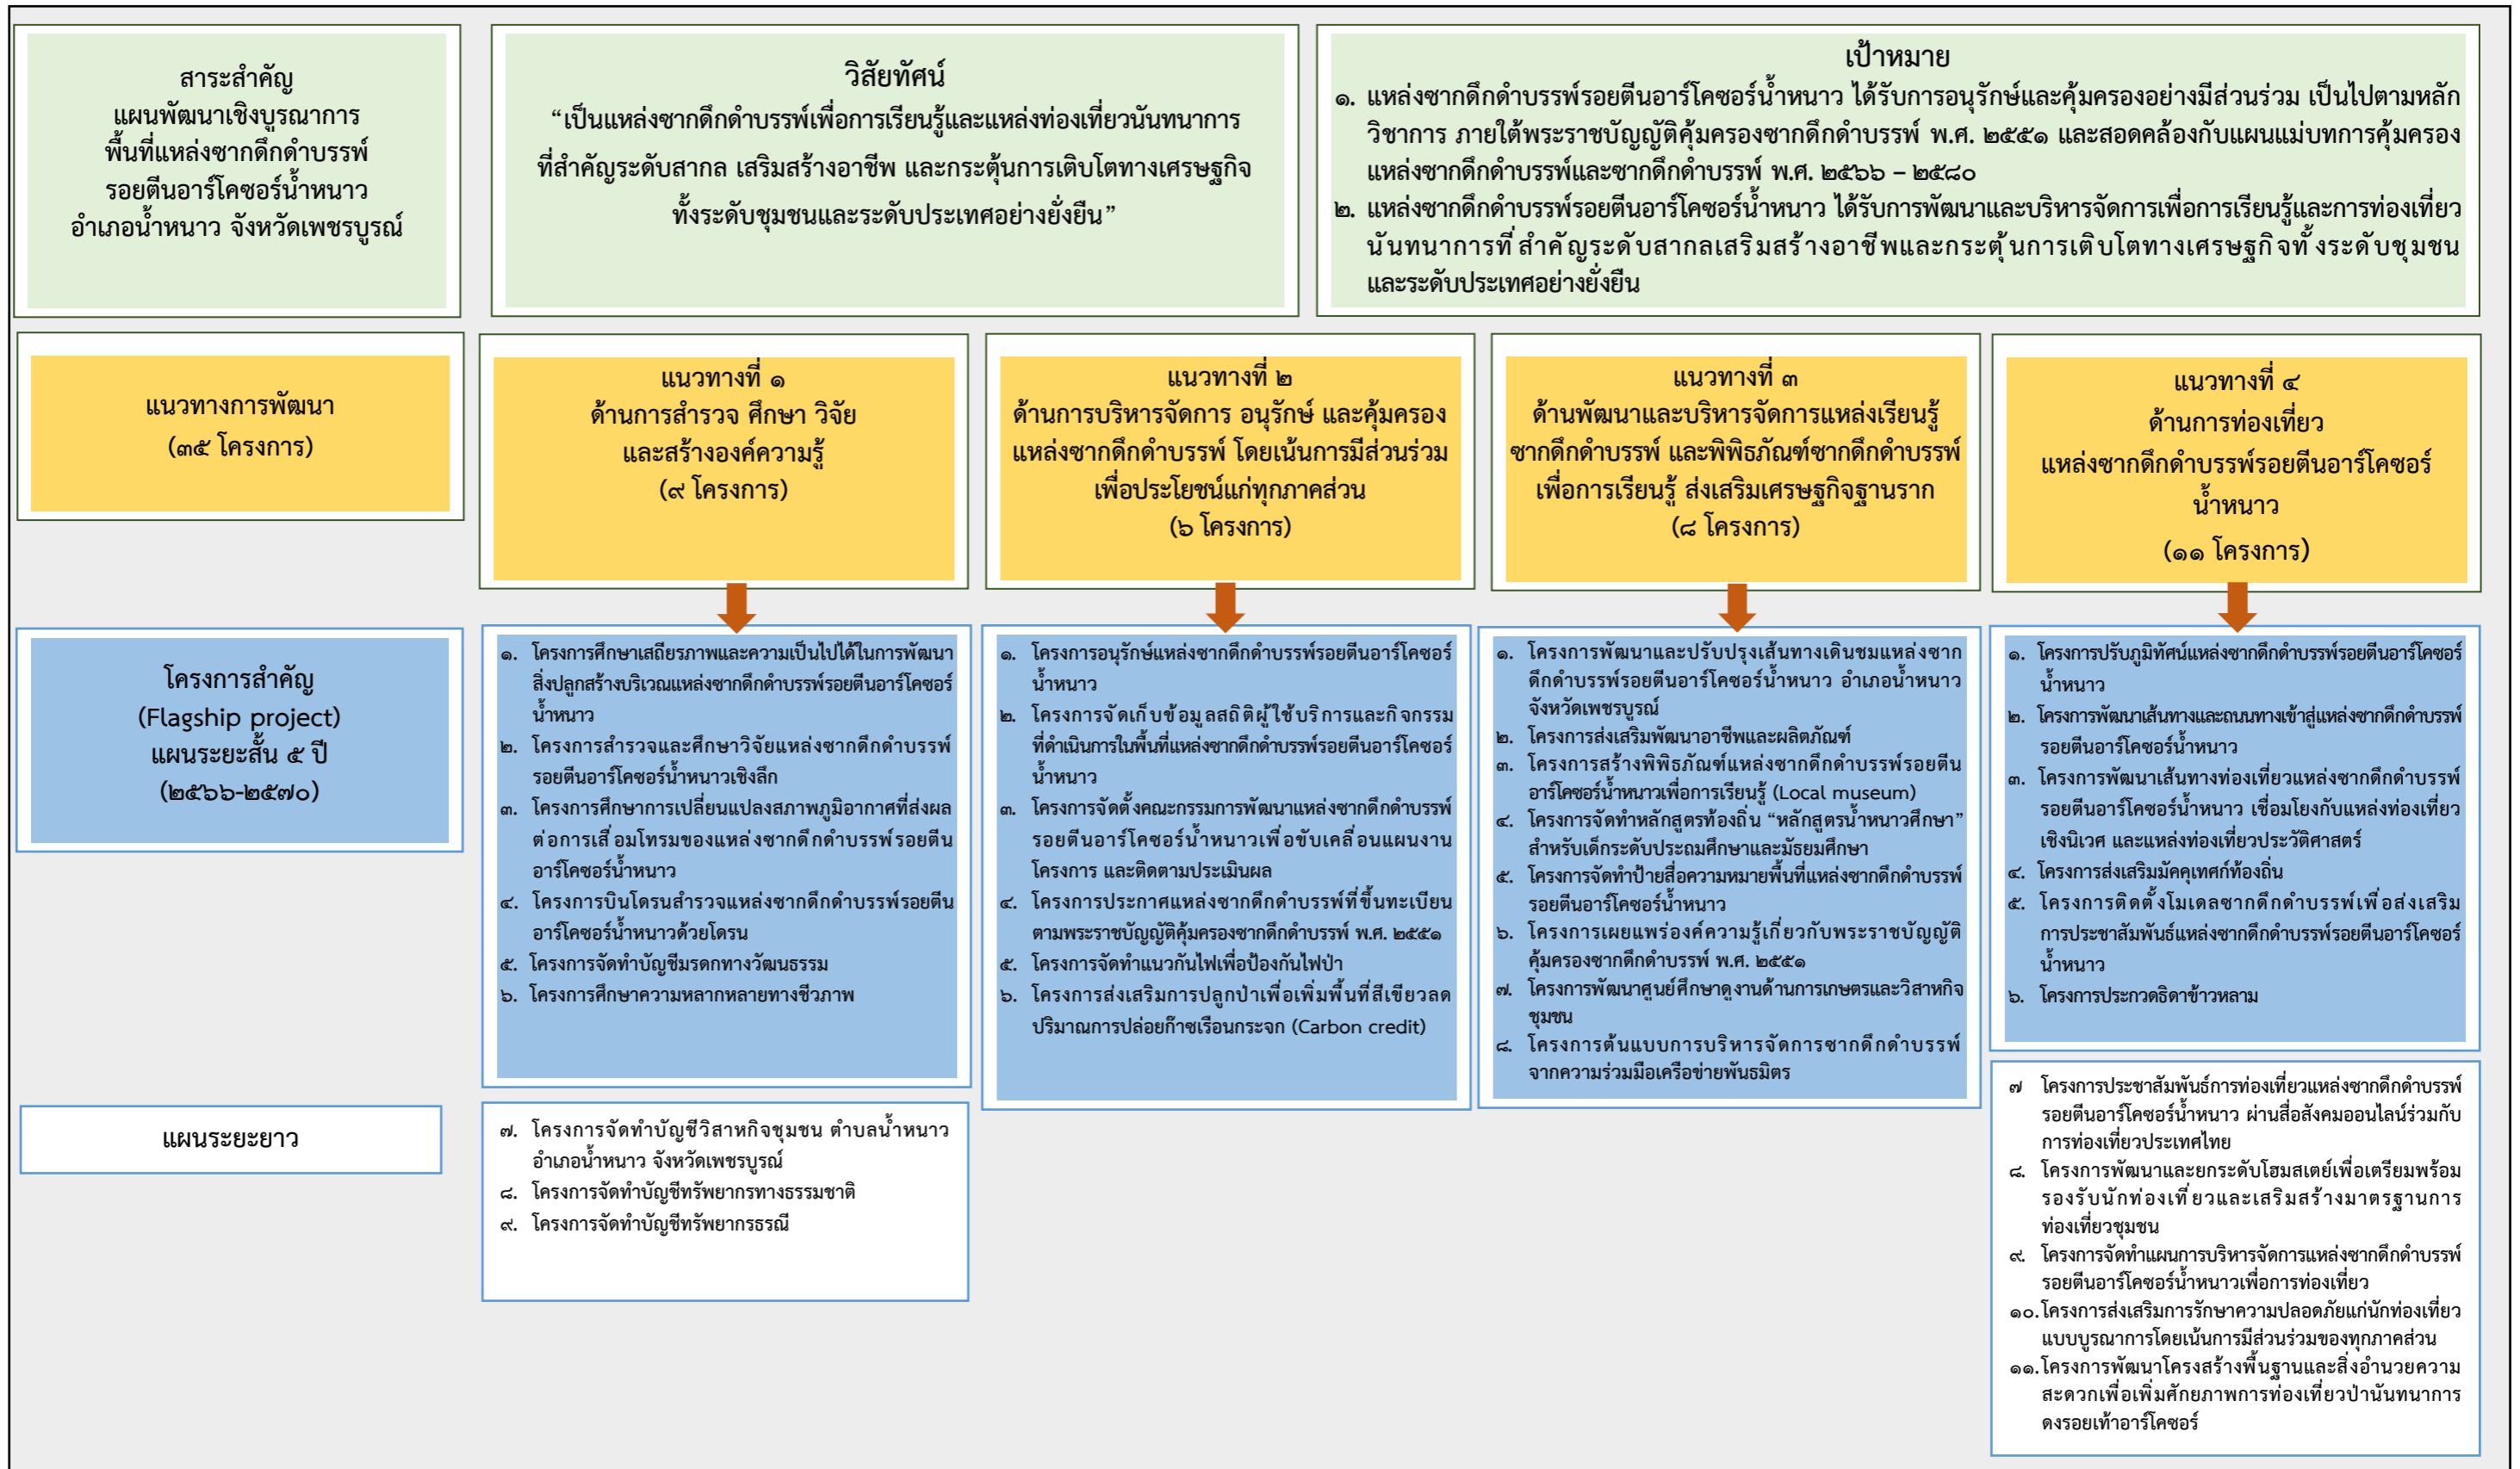 สาระสำคัญ
แผนพัฒนาเชิงบูรณาการ
พื้นที่แหล่งซากดึกดำบรรพ์
รอยตีนอาร์โคซอร์น้ำหนาว
อำเภอน้ำหนาว จังหวัดเพชรบูรณ์
วิสัยทัศน์
“เป็นแหล่งซากดึกดำบรรพ์เพื่อการเรียนรู้และแหล่งท่องเที่ยวนันทนาการ
ที่สำคัญระดับสากล เสริมสร้างอาชีพ และกระตุ้นการเติบโตทางเศรษฐกิจ
ทั้งระดับชุมชนและระดับประเทศอย่างยั่งยืน”
เป้าหมาย
๑. แหล่งซากดึกดำบรรพ์รอยตีนอาร์โคซอร์น้ำหนาว ได้รับการอนุรักษ์และคุ้มครองอย่างมีส่วนร่วม เป็นไปตามหลัก
วิชาการ ภายใต้พระราชบัญญัติคุ้มครองซากดึกดำบรรพ์ พ.ศ. ๒๕๕๑ และสอดคล้องกับแผนแม่บทการคุ้มครอง
แหล่งซากดึกดำบรรพ์และซากดึกดำบรรพ์ พ.ศ. ๒๕๖๖ – ๒๕๘๐
๒. แหล่งซากดึกดำบรรพ์รอยตีนอาร์โคซอร์น้ำหนาว ได้รับการพัฒนาและบริหารจัดการเพื่อการเรียนรู้และการท่องเที่ยว
นันทนาการที่สำคัญระดับสากลเสริมสร้างอาชีพและกระตุ้นการเติบโตทางเศรษฐกิจทั้งระดับชุมชน
และระดับประเทศอย่างยั่งยืน
แนวทางการพัฒนา
(๓๕ โครงการ)
แนวทางที่ ๑
ด้านการสำรวจ ศึกษา วิจัย
และสร้างองค์ความรู้
(๙ โครงการ)
แนวทางที่ ๒
ด้านการบริหารจัดการ อนุรักษ์ และคุ้มครอง
แหล่งซากดึกดำบรรพ์ โดยเน้นการมีส่วนร่วม
เพื่อประโยชน์แก่ทุกภาคส่วน
(๖ โครงการ)
แนวทางที่ ๓
ด้านพัฒนาและบริหารจัดการแหล่งเรียนรู้
ซากดึกดำบรรพ์ และพิพิธภัณฑ์ซากดึกดำบรรพ์
เพื่อการเรียนรู้ ส่งเสริมเศรษฐกิจฐานราก
(๘ โครงการ)
แนวทางที่ ๔
ด้านการท่องเที่ยว
แหล่งซากดึกดำบรรพ์รอยตีนอาร์โคซอร์
น้ำหนาว
(๑๑ โครงการ)
โครงการสำคัญ
(Flagship project)
แผนระยะสั้น ๕ ปี
(๒๕๖๖-๒๕๗๐)
๑. โครงการศึกษาเสถียรภาพและความเป็นไปได้ในการพัฒนา
สิ่งปลูกสร้างบริเวณแหล่งซากดึกดำบรรพ์รอยตีนอาร์โคซอร์
น้ำหนาว
๒. โครงการสำรวจและศึกษาวิจัยแหล่งซากดึกดำบรรพ์
รอยตีนอาร์โคซอร์น้ำหนาวเชิงลึก
๓. โครงการศึกษาการเปลี่ยนแปลงสภาพภูมิอากาศที่ส่งผล
ต่อการเสื่อมโทรมของแหล่งซากดึกดำบรรพ์รอยตีน
อาร์โคซอร์น้ำหนาว
๔. โครงการบินโดรนสำรวจแหล่งซากดึกดำบรรพ์รอยตีน
อาร์โคซอร์น้ำหนาวด้วยโดรน
๕. โครงการจัดทำบัญชีมรดกทางวัฒนธรรม
๖. โครงการศึกษาความหลากหลายทางชีวภาพ
๑. โครงการอนุรักษ์แหล่งซากดึกดำบรรพ์รอยตีนอาร์โคซอร์
น้ำหนาว
๒. โครงการจัดเก็บข้อมูลสถิติผู้ใช้บริการและกิจกรรม
ที่ดำเนินการในพื้นที่แหล่งซากดึกดำบรรพ์รอยตีนอาร์โคซอร์
น้ำหนาว
๓. โครงการจัดตั้งคณะกรรมการพัฒนาแหล่งซากดึกดำบรรพ์
รอยตีนอาร์โคซอร์น้ำหนาวเพื่อขับเคลื่อนแผนงาน
โครงการ และติดตามประเมินผล
๔. โครงการประกาศแหล่งซากดึกดำบรรพ์ที่ขึ้นทะเบียน
ตามพระราชบัญญัติคุ้มครองซากดึกดำบรรพ์ พ.ศ. ๒๕๕๑
๕. โครงการจัดทำแนวกันไฟเพื่อป้องกันไฟป่า
๖. โครงการส่งเสริมการปลูกป่าเพื่อเพิ่มพื้นที่สีเขียวลด
ปริมาณการปล่อยก๊าซเรือนกระจก (Carbon credit)
๑. โครงการพัฒนาและปรับปรุงเส้นทางเดินชมแหล่งซาก
ดึกดำบรรพ์รอยตีนอาร์โคซอร์น้ำหนาว อำเภอน้ำหนาว
จังหวัดเพชรบูรณ์
๒. โครงการส่งเสริมพัฒนาอาชีพและผลิตภัณฑ์
๓. โครงการสร้างพิพิธภัณฑ์แหล่งซากดึกดำบรรพ์รอยตีน
อาร์โคซอร์น้ำหนาวเพื่อการเรียนรู้ (Local museum)
๔. โครงการจัดทำหลักสูตรท้องถิ่น “หลักสูตรน้ำหนาวศึกษา”
สำหรับเด็กระดับประถมศึกษาและมัธยมศึกษา
๕. โครงการจัดทำป้ายสื่อความหมายพื้นที่แหล่งซากดึกดำบรรพ์
รอยตีนอาร์โคซอร์น้ำหนาว
๖. โครงการเผยแพร่องค์ความรู้เกี่ยวกับพระราชบัญญัติ
คุ้มครองซากดึกดำบรรพ์ พ.ศ. ๒๕๕๑
๗. โครงการพัฒนาศูนย์ศึกษาดูงานด้านการเกษตรและวิสาหกิจ
ชุมชน
๘. โครงการต้นแบบการบริหารจัดการซากดึกดำบรรพ์
จากความร่วมมือเครือข่ายพันธมิตร
๑. โครงการปรับภูมิทัศน์แหล่งซากดึกดำบรรพ์รอยตีนอาร์โคซอร์
น้ำหนาว
๒. โครงการพัฒนาเส้นทางและถนนทางเข้าสู่แหล่งซากดึกดำบรรพ์
รอยตีนอาร์โคซอร์น้ำหนาว
๓. โครงการพัฒนาเส้นทางท่องเที่ยวแหล่งซากดึกดำบรรพ์
รอยตีนอาร์โคซอร์น้ำหนาว เชื่อมโยงกับแหล่งท่องเที่ยว
เชิงนิเวศ และแหล่งท่องเที่ยวประวัติศาสตร์
๔. โครงการส่งเสริมมัคคุเทศก์ท้องถิ่น
๕. โครงการติดตั้งโมเดลซากดึกดำบรรพ์เพื่อส่งเสริม
การประชาสัมพันธ์แหล่งซากดึกดำบรรพ์รอยตีนอาร์โคซอร์
น้ำหนาว
๖. โครงการประกวดธิดาข้าวหลาม
แผนระยะยาว
๗. โครงการจัดทำบัญชีวิสาหกิจชุมชน ตำบลน้ำหนาว
อำเภอน้ำหนาว จังหวัดเพชรบูรณ์
๘. โครงการจัดทำบัญชีทรัพยากรทางธรรมชาติ
๙. โครงการจัดทำบัญชีทรัพยากรธรณี
๗ โครงการประชาสัมพันธ์การท่องเที่ยวแหล่งซากดึกดำบรรพ์
รอยตีนอาร์โคซอร์น้ำหนาว ผ่านสื่อสังคมออนไลน์ร่วมกับ
การท่องเที่ยวประเทศไทย
๘. โครงการพัฒนาและยกระดับโฮมสเตย์เพื่อเตรียมพร้อม
รองรับนักท่องเที่ยวและเสริมสร้างมาตรฐานการ
ท่องเที่ยวชุมชน
๙. โครงการจัดทำแผนการบริหารจัดการแหล่งซากดึกดำบรรพ์
รอยตีนอาร์โคซอร์น้ำหนาวเพื่อการท่องเที่ยว
๑๐.โครงการส่งเสริมการรักษาความปลอดภัยแก่นักท่องเที่ยว
แบบบูรณาการโดยเน้นการมีส่วนร่วมของทุกภาคส่วน
๑๑.โครงการพัฒนาโครงสร้างพื้นฐานและสิ่งอำนวยความ
สะดวกเพื่อเพิ่มศักยภาพการท่องเที่ยวป่านันทนาการ
ดงรอยเท้าอาร์โคซอร์